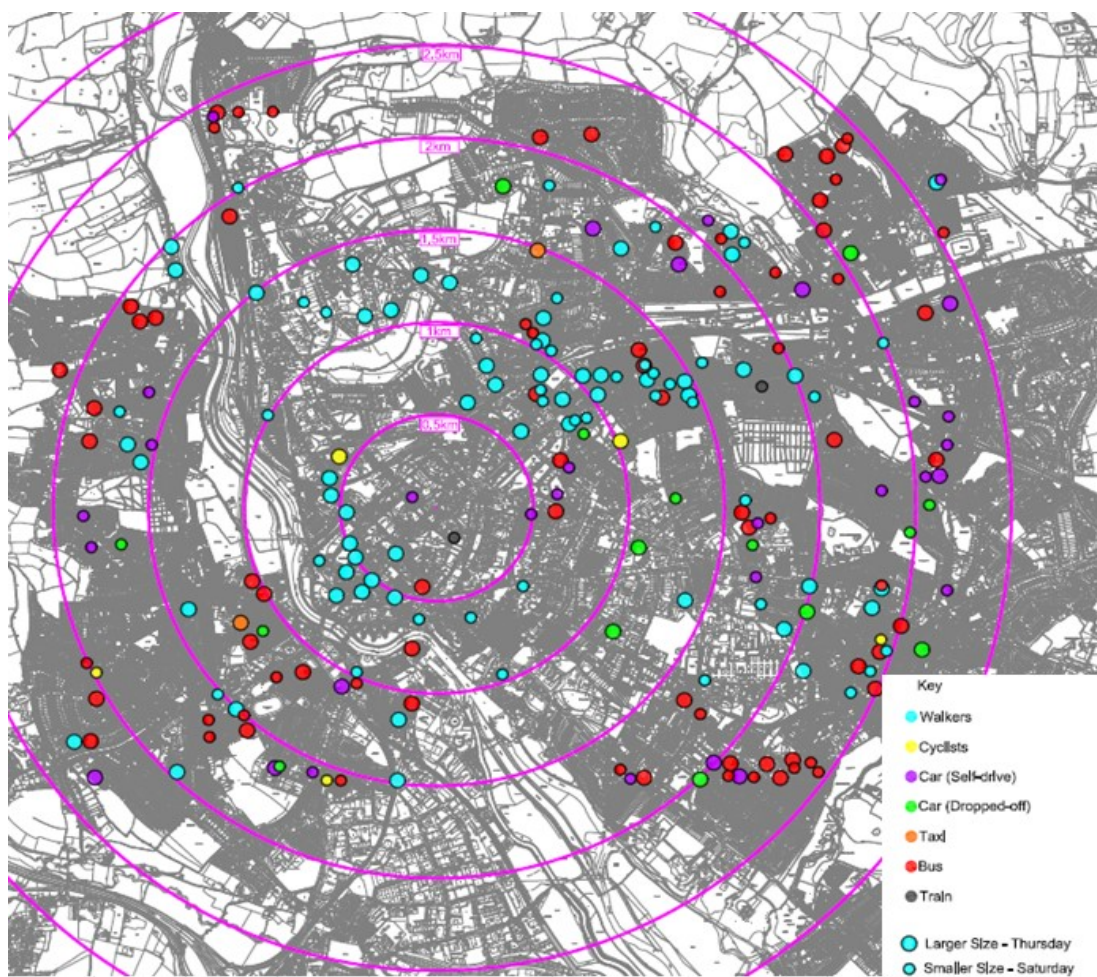 2,5km
2km
1,5km
1km
0,5km
Key
Walkers
Cyclists
Car (Self-drive)
Car (Dropped-off)
Taxi
Bus
Train
Larger Size - Thursday
Smaller Size - Saturday